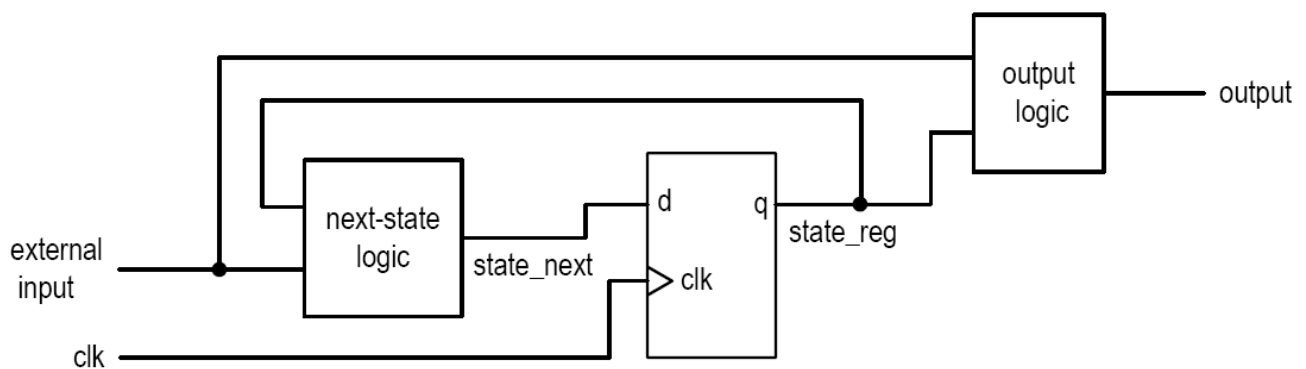 output
logic
output
next-state
logic
d
q
state_reg
external
input
state_next
clk
clk